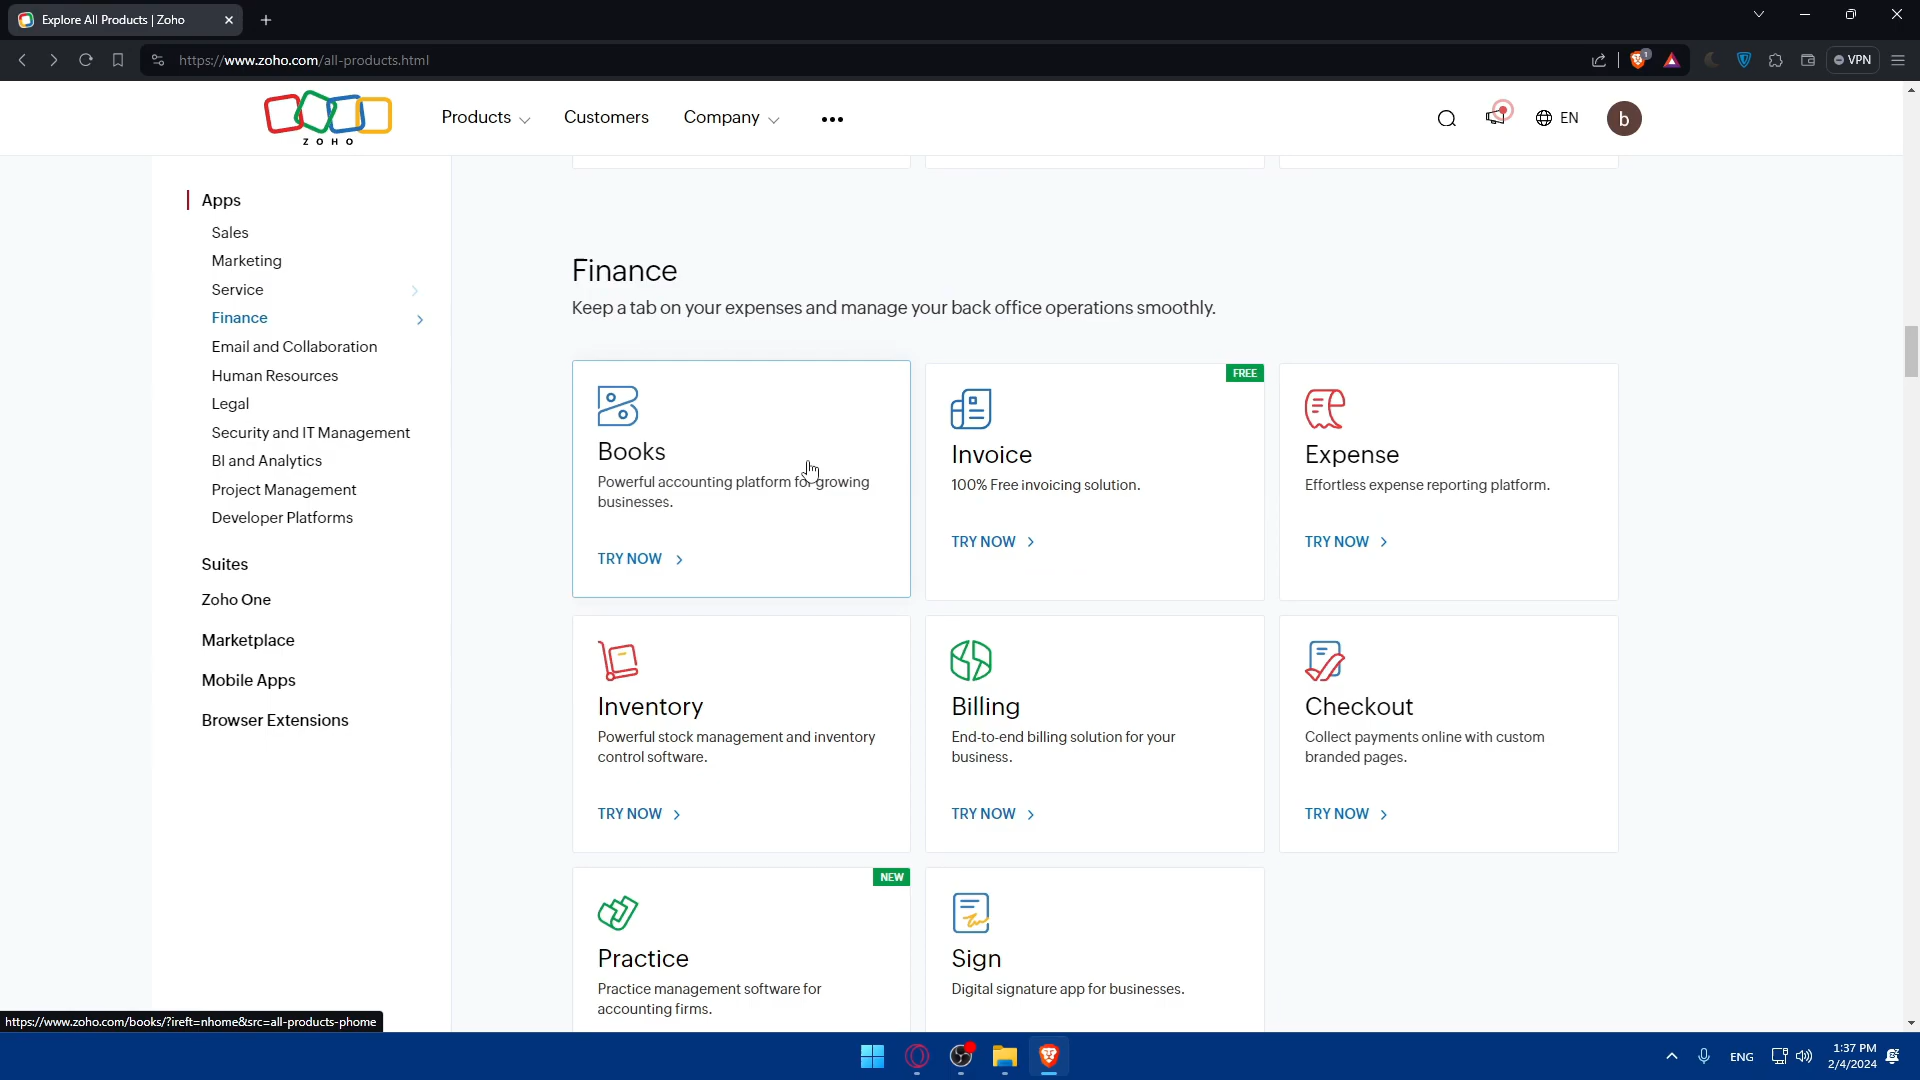 Explore All Products | Zoho
https://www.zoho.com/all-products.html
1
VPN
ZOHO
Products
Customers
Company
EN
b
Apps
Sales
Marketing
Service
Finance
Email and Collaboration
Human Resources
Legal
Security and IT Management
BI and Analytics
Project Management
Developer Platforms
Suites
Zoho One
Marketplace
Mobile Apps
Browser Extensions
Finance
Keep a tab on your expenses and manage your back office operations smoothly.
Books
Powerful accounting platform for growing
businesses.
TRY NOW
FREE
Invoice
100% Free invoicing solution.
TRY NOW
Expense
Effortless expense reporting platform.
TRY NOW
Inventory
Powerful stock management and inventory
control software.
TRY NOW
Billing
End-to-end billing solution for your
business.
TRY NOW
Checkout
Collect payments online with custom
branded pages.
TRY NOW
NEW
Practice
Practice management software for
accounting firms.
Sign
Digital signature app for businesses.
https://www.zoho.com/books/?ireft=nhome&src=all-products-phome
ENG
1:37 PM
2/4/2024